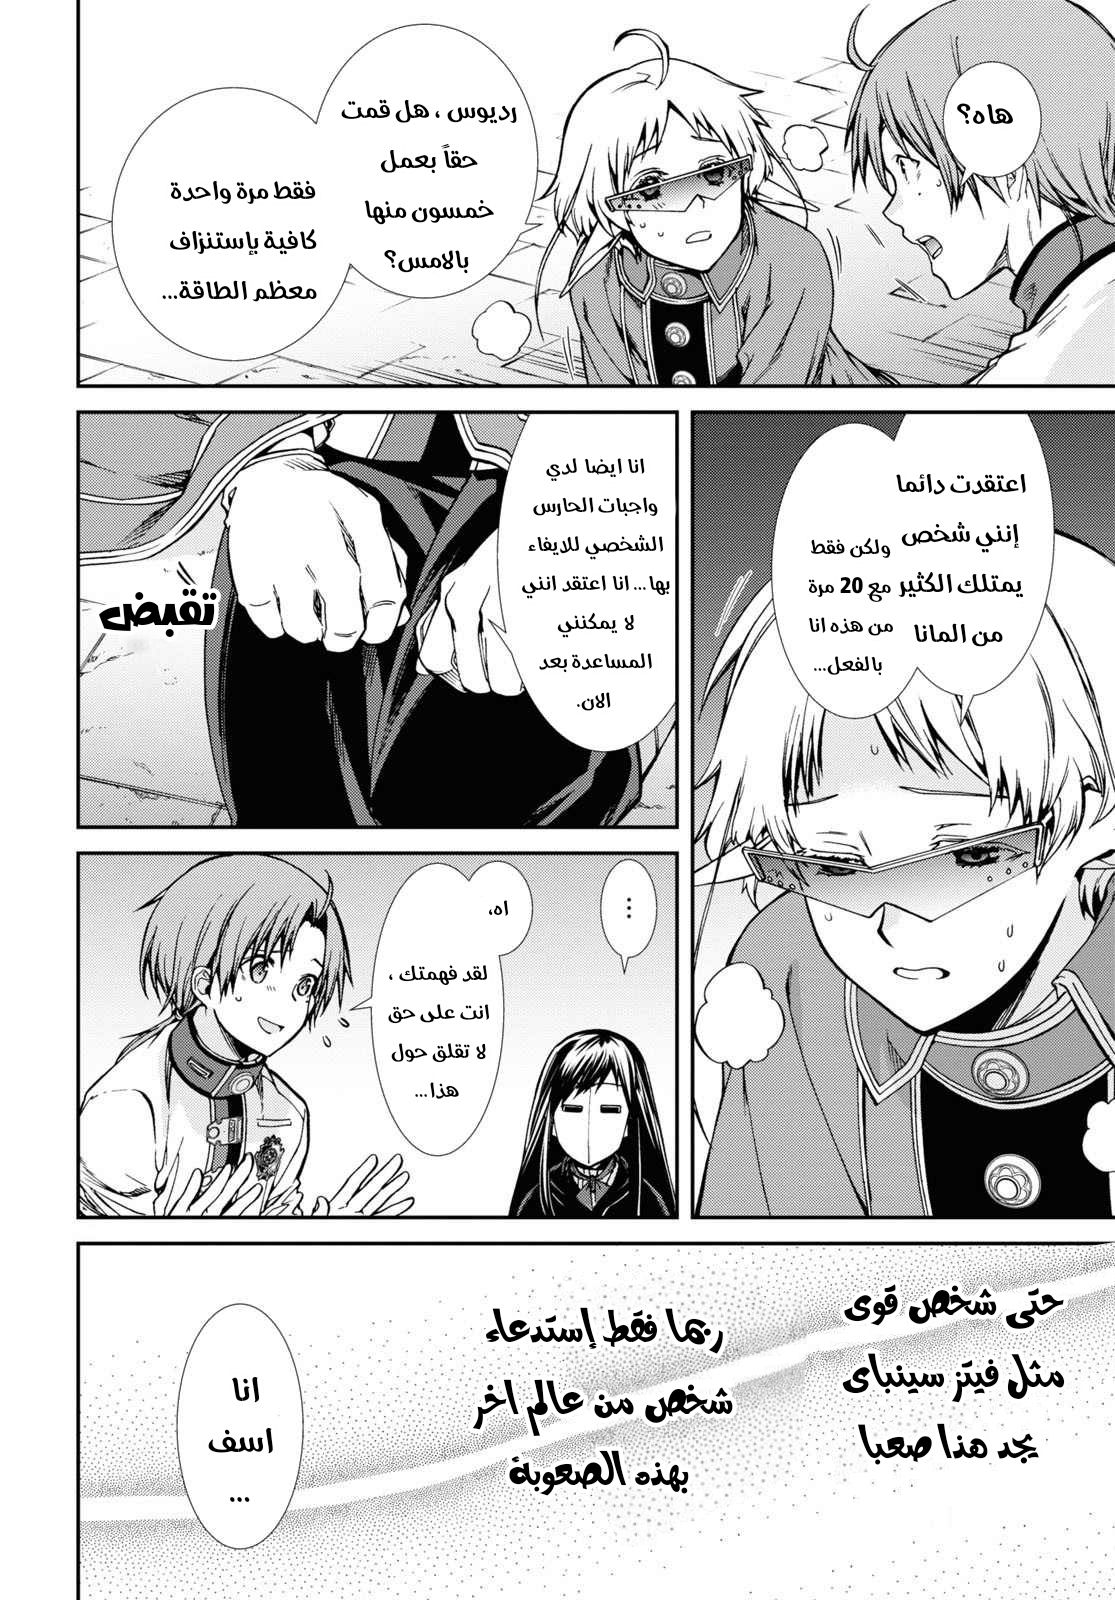 هاه؟
رديوس ، هل قمت
حقاً بعمل
خمسون منها
بالامس؟
فقط مرة واحدة
كافية بإستنزاف
معظم الطاقة...
اعتقدت دائما
إنني شخص
يمتلك الكثير
من المانا
ولكن فقط
مع 20 مرة
من هذه انا
بالفعل...
انا ايضا لدي
واجبات الحارس
الشخصي للايفاء
بها ... انا اعتقد انني
لا يمكنني
المساعدة بعد
الان.
تقبض
...
اه،
لقد فهمتك ،
انت على حق
لا تقلق حول
هذا ...
حتى شخص قوى
مثل فيتز سينباى
يجد هذا صعبا
ربما فقط إستدعاء
شخص من عالم اخر
بهذه الصعوبة
انا
اسف
...